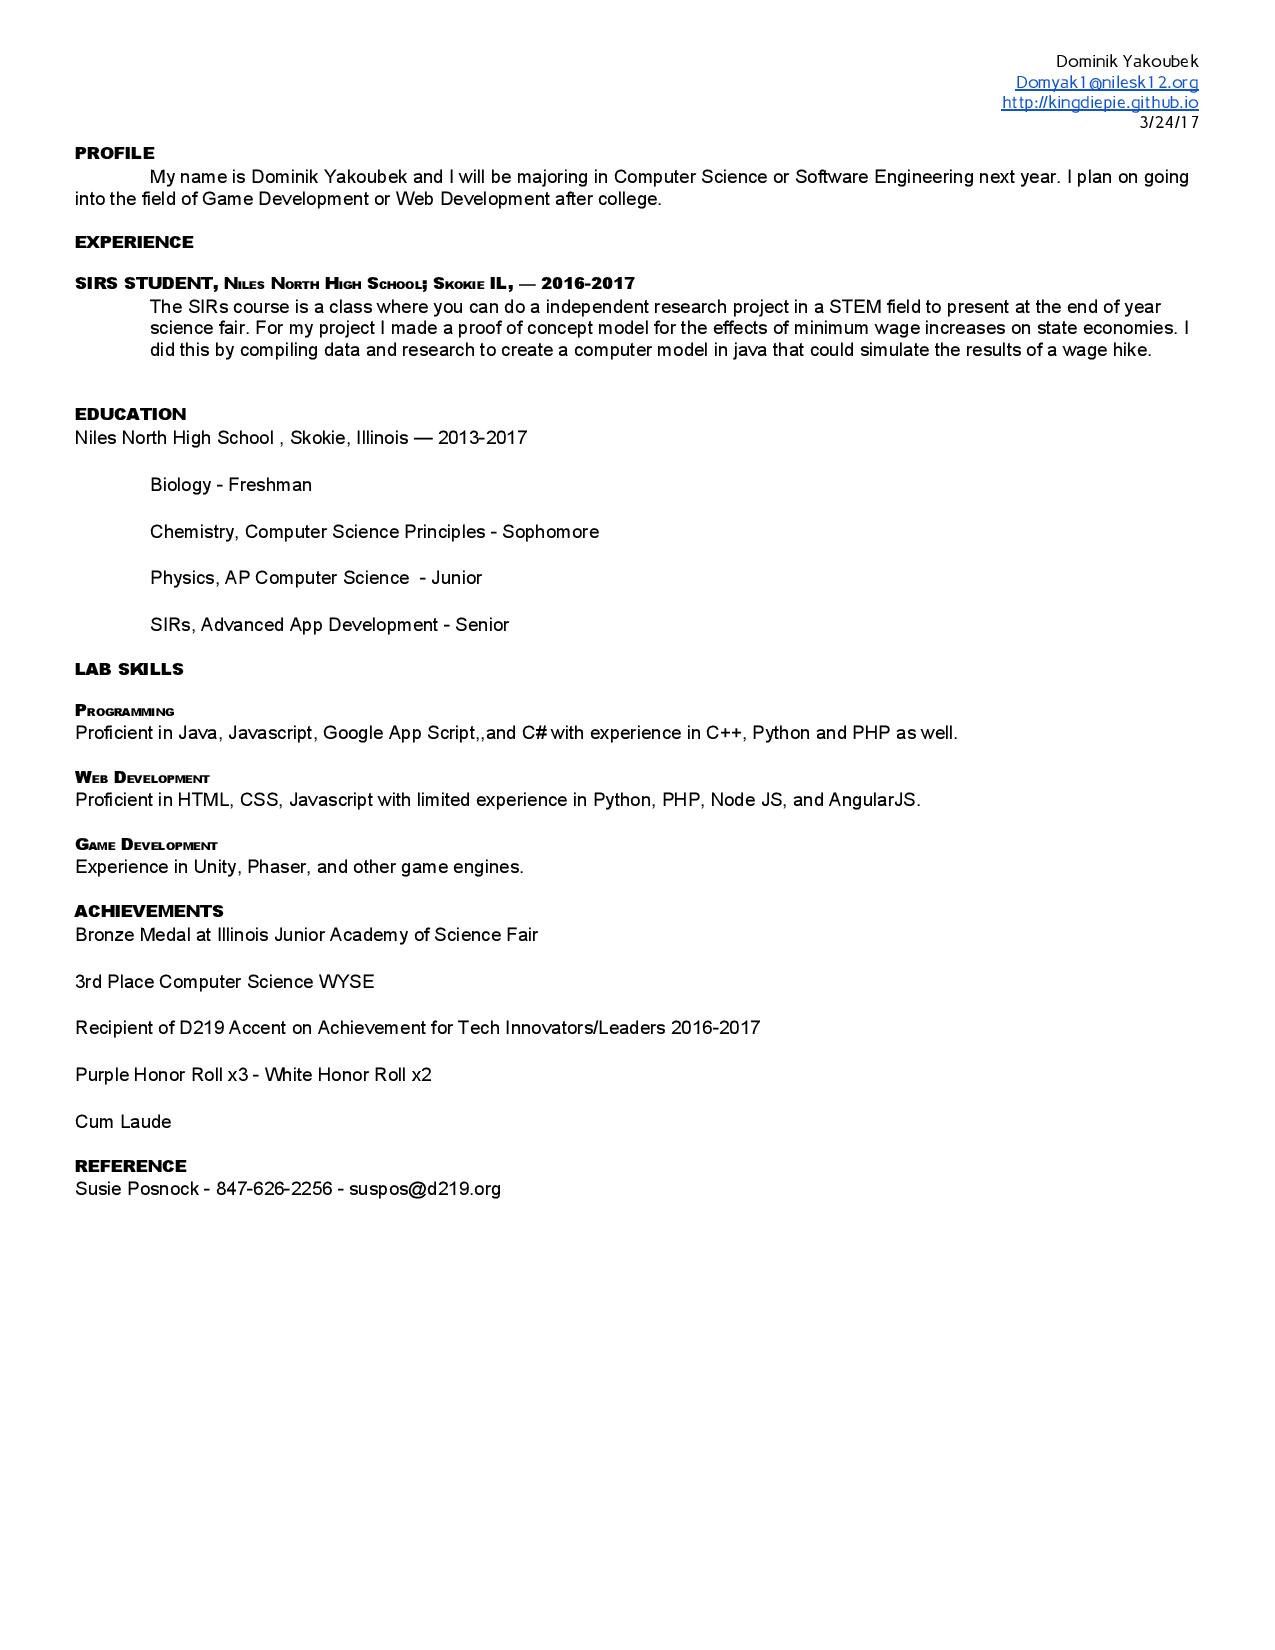 Dominik Yakoubek
Domyak1@nilesk12.org
http://kingdiepie.github.io
3/24/17
PROFILE
My name is Dominik Yakoubek and I will be majoring in Computer Science or Software Engineering next year. I plan on going
into the field of Game Development or Web Development after college.
EXPERIENCE
SIRS STUDENT, Niles North High School; Skokie IL, — 2016-2017
The SIRs course is a class where you can do a independent research project in a STEM field to present at the end of year
science fair. For my project I made a proof of concept model for the effects of minimum wage increases on state economies. I
did this by compiling data and research to create a computer model in java that could simulate the results of a wage hike.
EDUCATION
Niles North High School , Skokie, Illinois — 2013-2017
Biology - Freshman
Chemistry, Computer Science Principles - Sophomore
Physics, AP Computer Science  - Junior
SIRs, Advanced App Development - Senior
LAB SKILLS
Programming
Proficient in Java, Javascript, Google App Script,,and C# with experience in C++, Python and PHP as well.
Web Development
Proficient in HTML, CSS, Javascript with limited experience in Python, PHP, Node JS, and AngularJS.
Game Development
Experience in Unity, Phaser, and other game engines.
ACHIEVEMENTS
Bronze Medal at Illinois Junior Academy of Science Fair
3rd Place Computer Science WYSE
Recipient of D219 Accent on Achievement for Tech Innovators/Leaders 2016-2017
Purple Honor Roll x3 - White Honor Roll x2
Cum Laude
REFERENCE
Susie Posnock - 847-626-2256 - suspos@d219.org